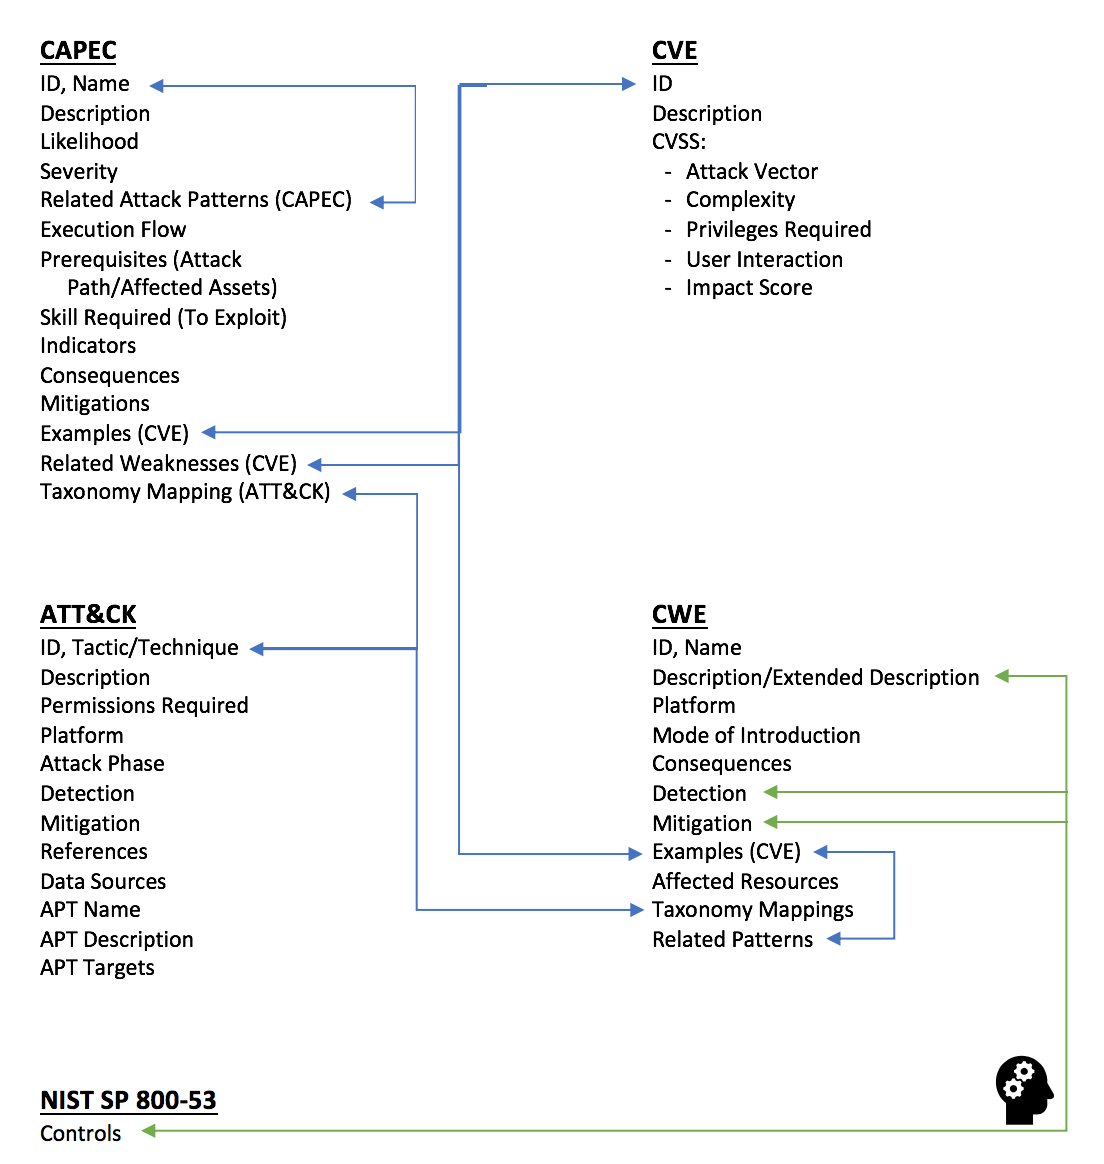 CAPEC
ID, Name
Description
Likelihood
Severity
Related Attack Patterns (CAPEC)
Execution Flow
Prerequisites (Attack
Path/Affected Assets)
Skill Required (To Exploit)
Indicators
Consequences
Mitigations
Examples (CVE)
Related Weaknesses (CVE)
Taxonomy Mapping (ATT&CK)
CVE
ID
Description
CVSS:
- Attack Vector
- Complexity
- Privileges Required
- User Interaction
- Impact Score
ATT&CK
ID, Tactic/Technique
Description
Permissions Required
Platform
Attack Phase
Detection
Mitigation
References
Data Sources
APT Name
APT Description
APT Targets
CWE
ID, Name
Description/Extended Description
Platform
Mode of Introduction
Consequences
Detection
Mitigation
Examples (CVE)
Affected Resources
Taxonomy Mappings
Related Patterns
NIST SP 800-53
Controls